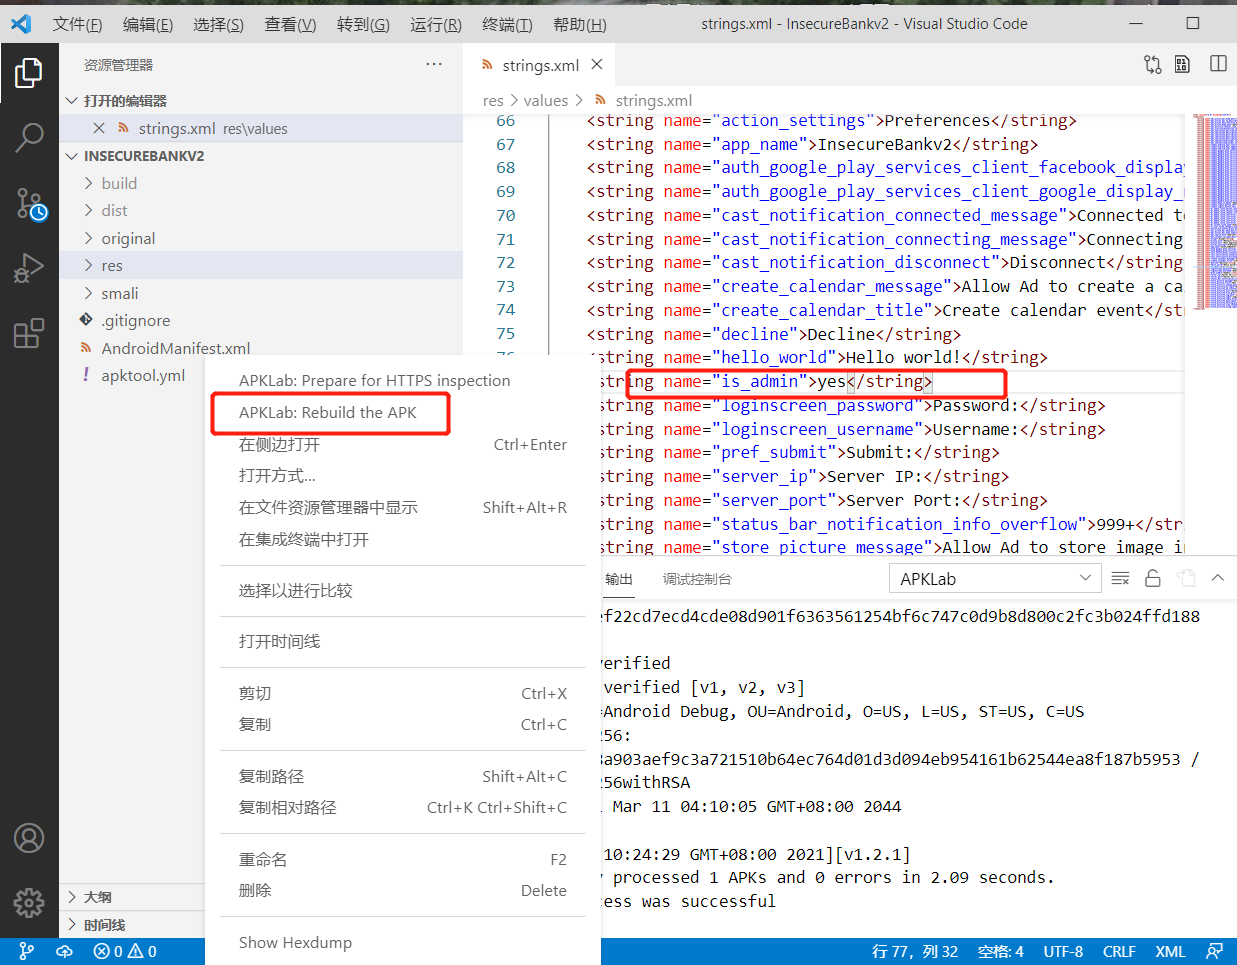 文件(F) 编辑(E) 选择(S) 查看(V) 转到(G) 运行(R) 终端(T) 帮助(H) strings.xml - InsecureBankv2 - Visual Studio Code
资源管理器 ···
打开的编辑器
strings.xml res\values
INSECUREBANKV2
build
dist
original
res
smali
.gitignore
AndroidManifest.xml
apktool.yml
大纲
时间线
strings.xml
res > values > strings.xml
66 <string name="action_settings">Preferences</string>
67 <string name="app_name">InsecureBankv2</string>
68 <string name="auth_google_play_services_client_facebook_display
69 <string name="auth_google_play_services_client_google_display_
70 <string name="cast_notification_connected_message">Connected t
71 <string name="cast_notification_connecting_message">Connecting
72 <string name="cast_notification_disconnect">Disconnect</string
73 <string name="create_calendar_message">Allow Ad to create a ca
74 <string name="create_calendar_title">Create calendar event</st
75 <string name="decline">Decline</string>
76 <string name="hello_world">Hello world!</string>
string name="is_admin">yes</string>
string name="loginscreen_password">Password:</string>
string name="loginscreen_username">Username:</string>
string name="pref_submit">Submit:</string>
string name="server_ip">Server IP:</string>
string name="server_port">Server Port:</string>
string name="status_bar_notification_info_overflow">999+</st
string name="store_picture_message">Allow Ad to store image i
APKLab: Prepare for HTTPS inspection
APKLab: Rebuild the APK
在侧边打开 Ctrl+Enter
打开方式...
在文件资源管理器中显示 Shift+Alt+R
在集成终端中打开
选择以进行比较
打开时间线
剪切 Ctrl+X
复制 Ctrl+C
复制路径 Shift+Alt+C
复制相对路径 Ctrl+K Ctrl+Shift+C
重命名 F2
删除 Delete
Show Hexdump
输出 调试控制台 APKLab
ef22cd7ecd4cde08d901f6363561254bf6c747c0d9b8d800c2fc3b024ffd188
verified
verified [v1, v2, v3]
=Android Debug, OU=Android, O=US, L=US, ST=US, C=US
256:
8a903aef9c3a721510b64ec764d01d3d094eb954161b62544ea8f187b5953 /
256withRSA
Mar 11 04:10:05 GMT+08:00 2044
10:24:29 GMT+08:00 2021][v1.2.1]
processed 1 APKs and 0 errors in 2.09 seconds.
cess was successful
0 0 行 77，列 32 空格: 4 UTF-8 CRLF XML